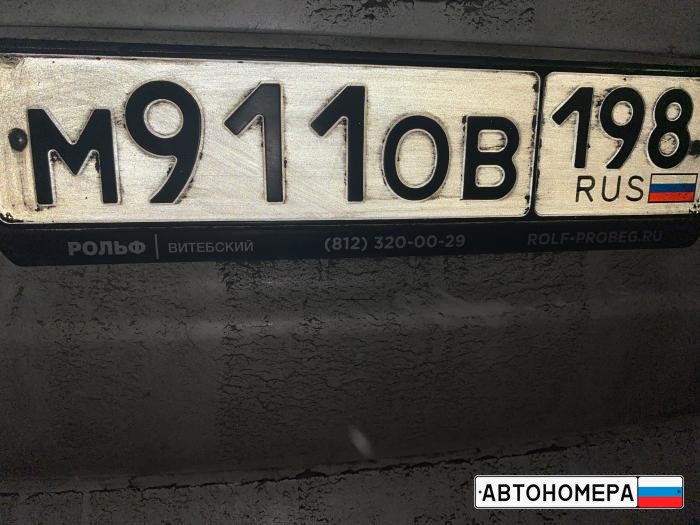 М911ОВ 198
RUS
РОЛЬФ | ВИТЕБСКИЙ (812) 320-00-29 ROLF-PROBEG.RU
АВТОНОМЕРА